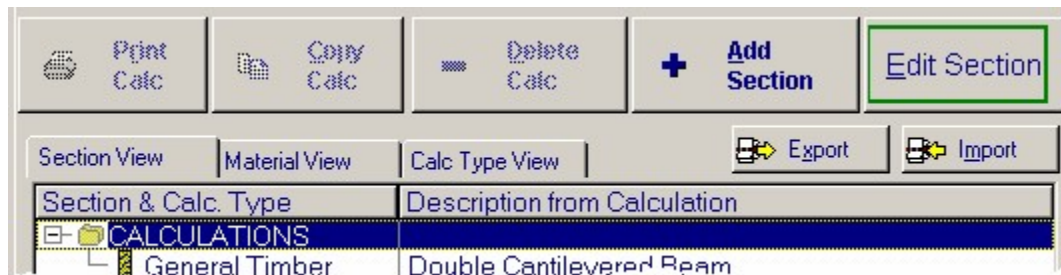 Print Calc
Copy Calc
Delete Calc
Add Section
Edit Section
Section View
Material View
Calc Type View
Export
Import
Section & Calc. Type
Description from Calculation
CALCULATIONS
General Timber
Double Cantilevered Beam